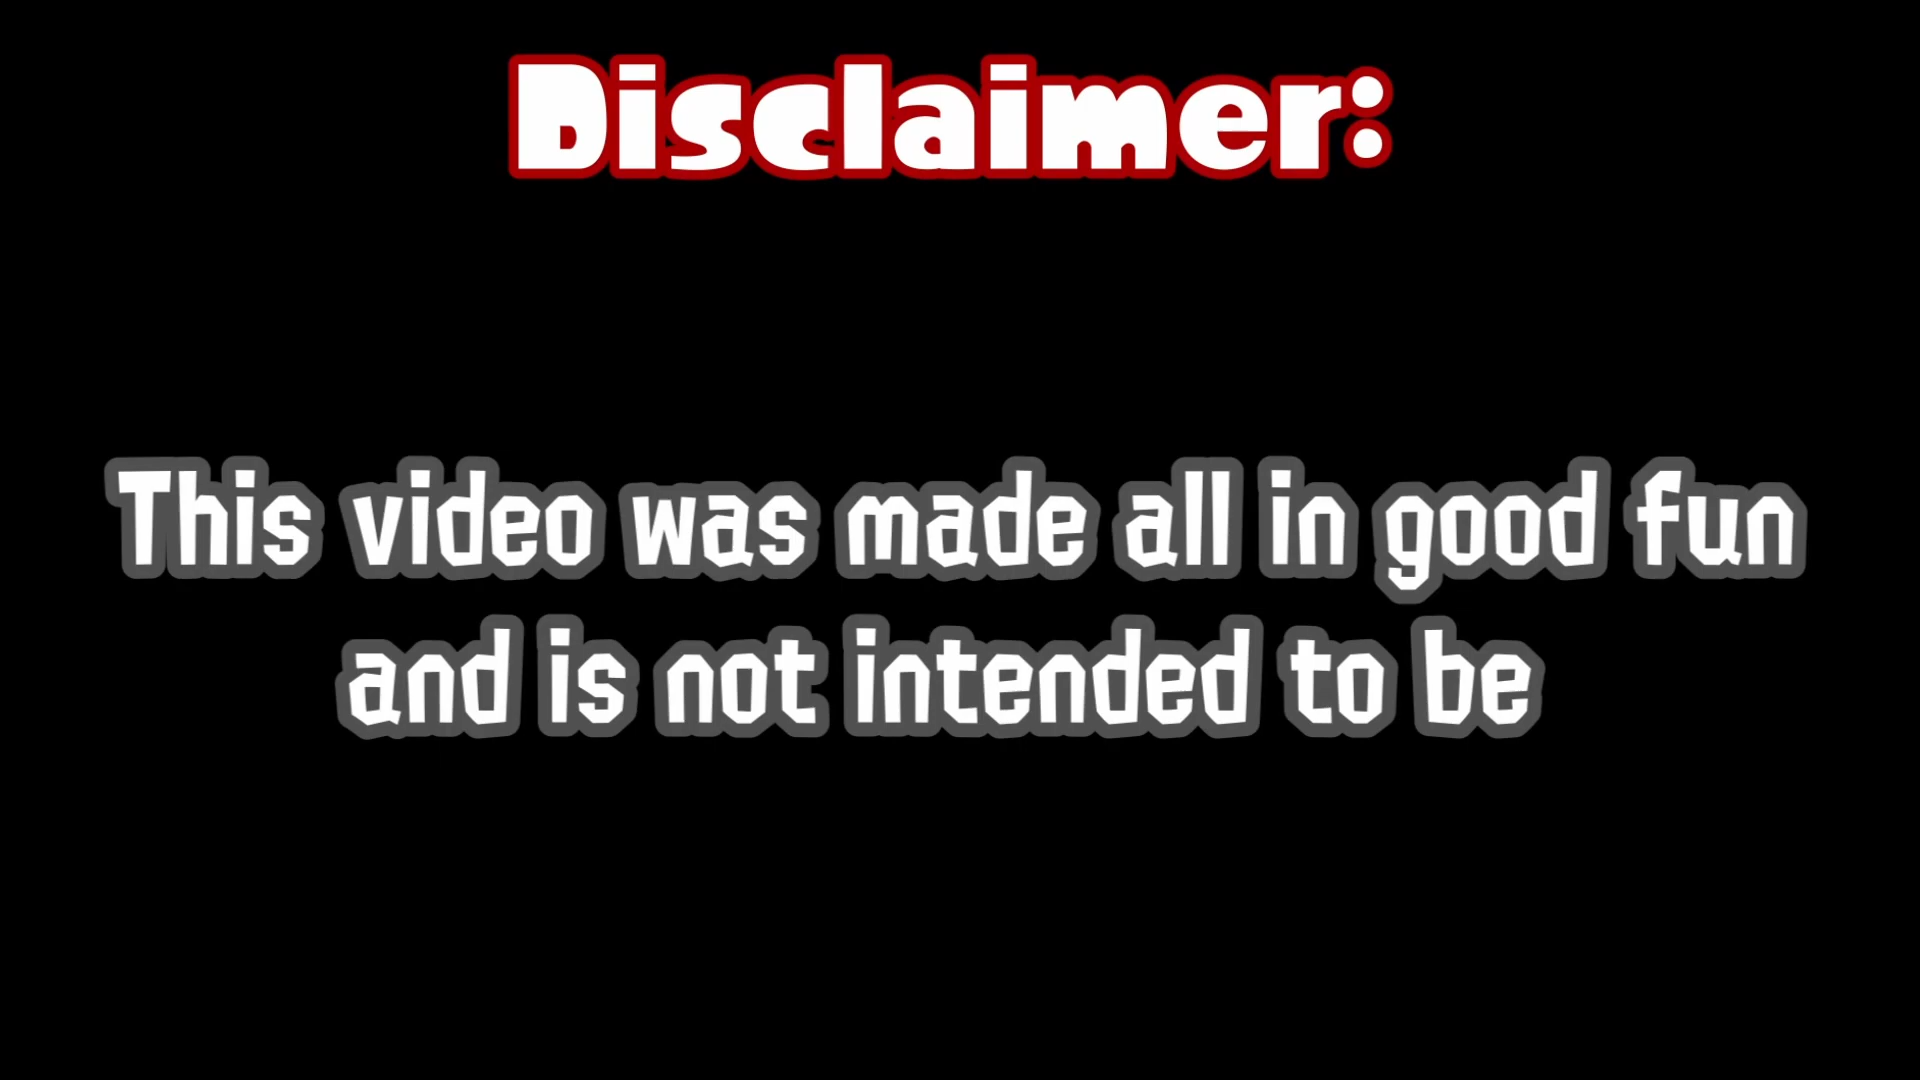 Disclaimer:
This video was made all in good fun
and is not intended to be